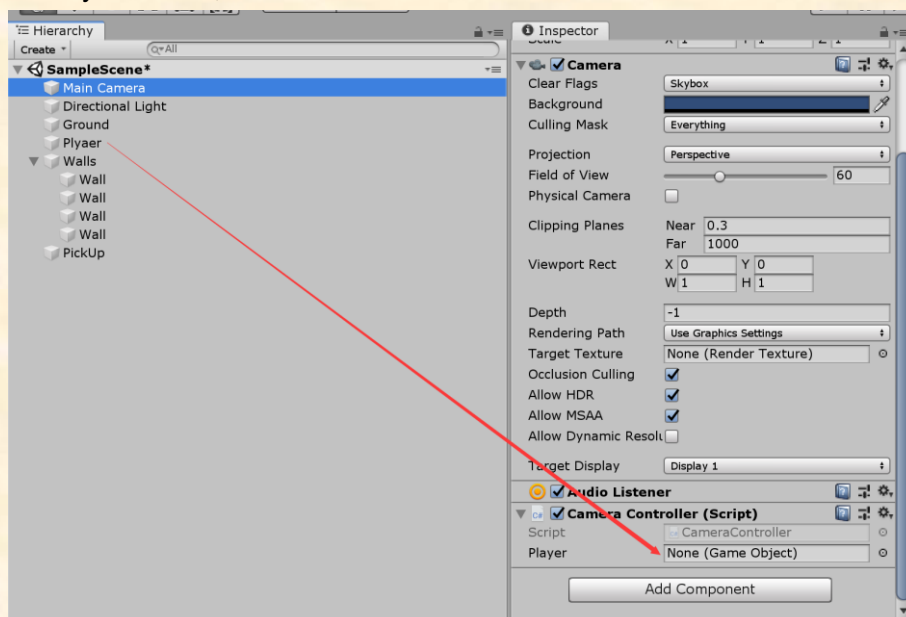 Hierarchy
Create
All
SampleScene*
Main Camera
Directional Light
Ground
Plyaer
Walls
Wall
Wall
Wall
Wall
PickUp
Inspector
Camera
Clear Flags Skybox
Background
Culling Mask Everything
Projection Perspective
Field of View 60
Physical Camera
Clipping Planes Near 0.3
Far 1000
Viewport Rect X 0 Y 0
W 1 H 1
Depth -1
Rendering Path Use Graphics Settings
Target Texture None (Render Texture)
Occlusion Culling
Allow HDR
Allow MSAA
Allow Dynamic Resolu
Target Display Display 1
Audio Listener
Camera Controller (Script)
Script CameraController
Player None (Game Object)
Add Component